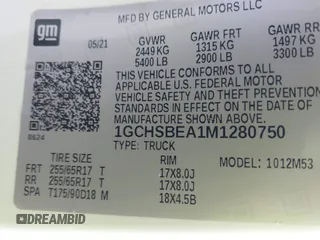 MFD BY GENERAL MOTORS LLC
gm
05/21 GVWR GAWR FRT GAWR RR
2449 KG 1315 KG 1497 KG
5400 LB 2900 LB 3300 LB
THIS VEHICLE CONFORMS TO ALL APPLICABLE
U.S. FEDERAL MOTOR VEHICLE
SAFETY, BUMPER, AND THEFT PREVENTION
STANDARDS IN EFFECT ON THE DATE OF
MANUFACTURE SHOWN ABOVE.
1GCHSBEA1M1280750
8624 TYPE: TRUCK
MODEL: 1012M53
RIM
FRT 255/65R17 T 17X8.0J
RR 255/65R17 T 17X8.0J
SPA T175/90D18 M 18X4.5B
DREAMBID